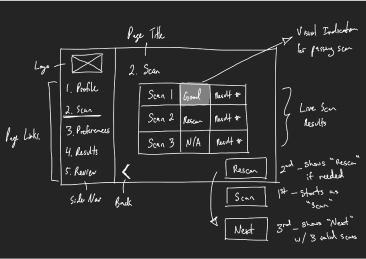 Page Title
Visual Indication
for passing scan
Logo
2. Scan
1. Profile
2. Scan
3. Preferences
4. Results
5. Review
Page Links
Scan 1 Good Result #
Scan 2 Rescan Result #
Scan 3 N/A Result #
Live Scan
Results
Side Nav
Back
Rescan
2nd - Shows "Rescan"
if needed
Scan
1st - Starts as
"Scan"
Next
3rd - Shows "Next"
w/ 3 valid scans